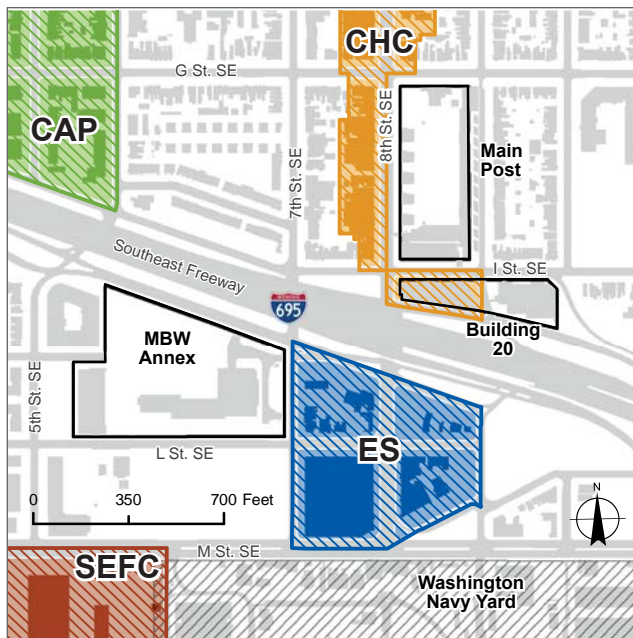 CHC
G St. SE
CAP
8th St. SE
Main
Post
7th St. SE
Southeast Freeway
I St. SE
INTERSTATE
695
Building
20
MBW
Annex
5th St. SE
L St. SE
ES
0 350 700 Feet
N
M St. SE
SEFC
Washington
Navy Yard